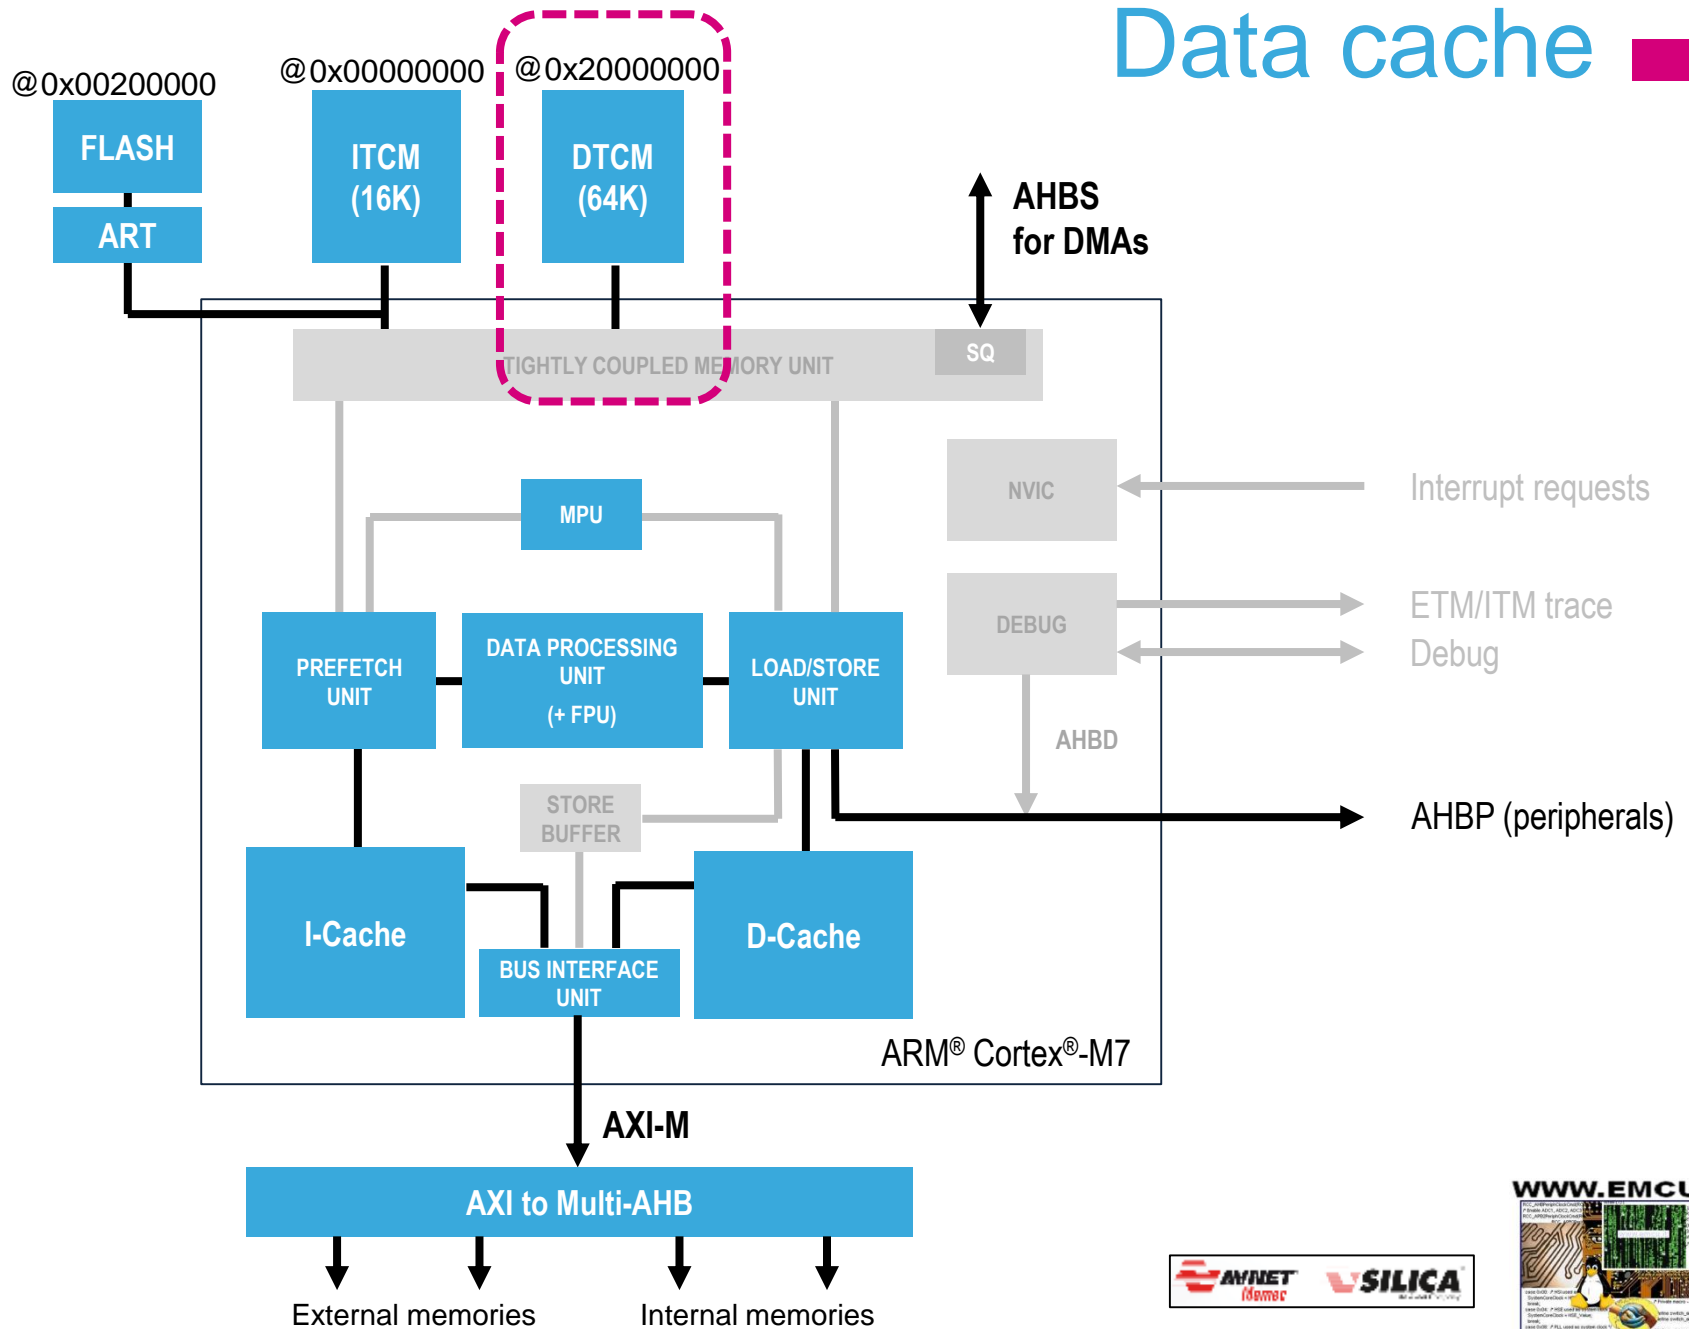 Data cache
@0x00200000
@0x00000000
@0x20000000
FLASH
ART
ITCM
(16K)
DTCM
(64K)
AHBS
for DMAs
TIGHTLY COUPLED MEMORY UNIT
SQ
NVIC
Interrupt requests
MPU
DEBUG
ETM/ITM trace
Debug
PREFETCH
UNIT
DATA PROCESSING
UNIT
(+ FPU)
LOAD/STORE
UNIT
AHBD
STORE
BUFFER
AHBP (peripherals)
I-Cache
D-Cache
BUS INTERFACE
UNIT
ARM® Cortex®-M7
AXI-M
AXI to Multi-AHB
External memories
Internal memories
AVNET
Memec
SILICA
WWW.EMCU